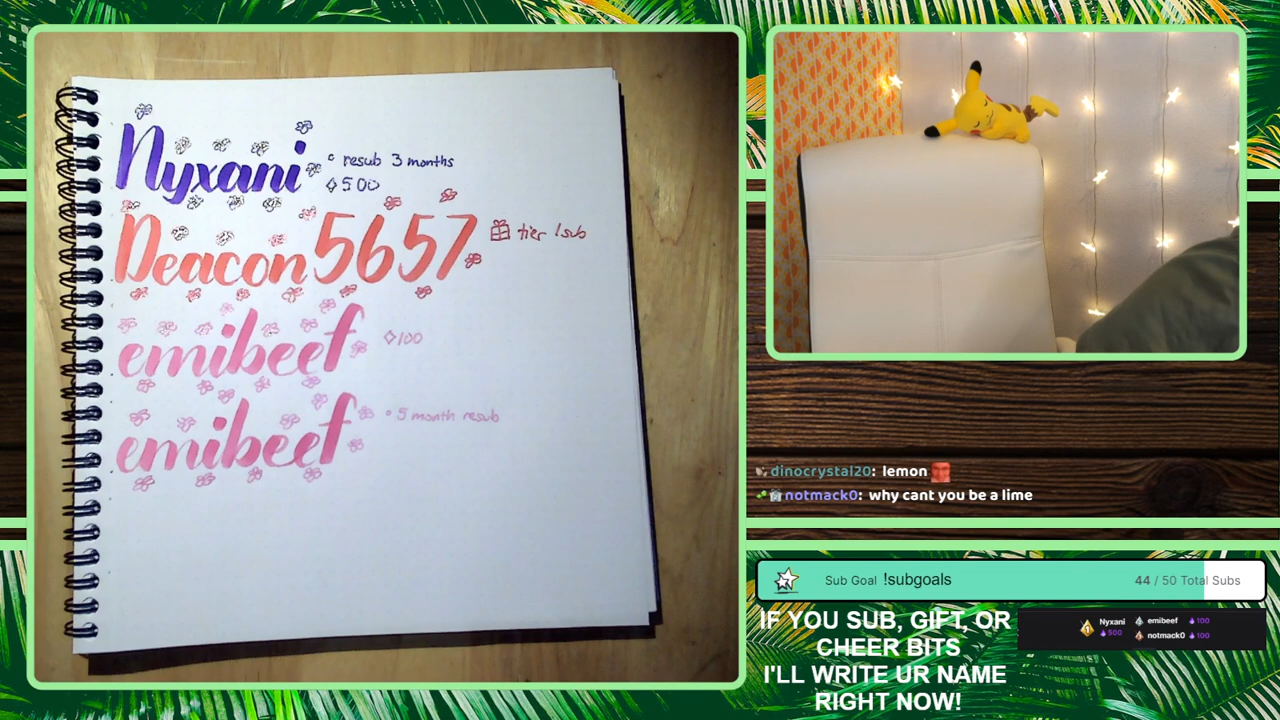 Nyxani
° resub 3 months
◇500
Deacon5657
tier 1 sub
emibeef
◇100
emibeef
° 5 month resub
dinocrystal20: lemon
notmack0: why cant you be a lime
Sub Goal !subgoals
44 / 50 Total Subs
IF YOU SUB, GIFT, OR
CHEER BITS
I'LL WRITE UR NAME
RIGHT NOW!
1 Nyxani 500
emibeef 100
notmack0 100